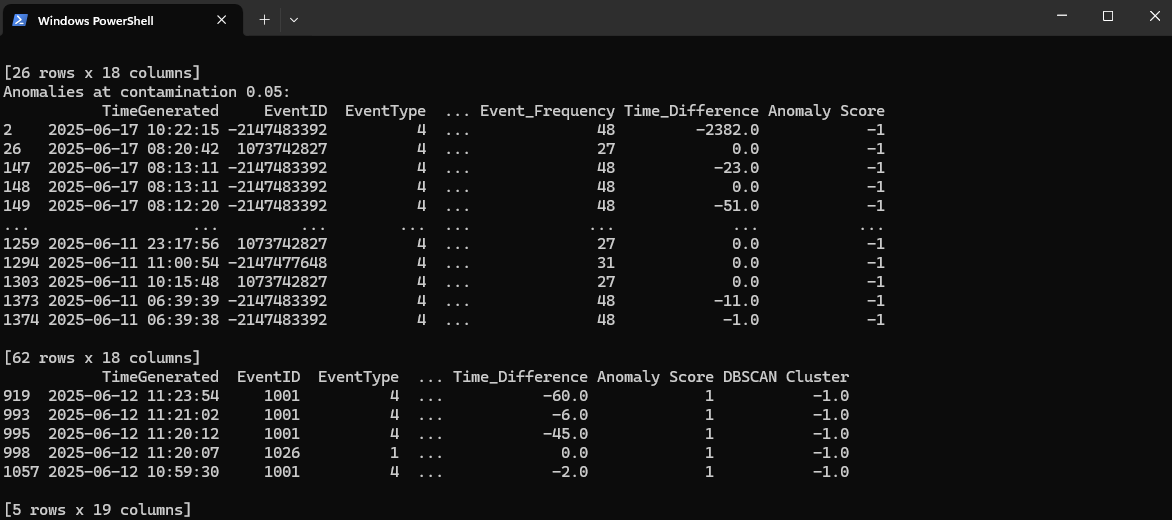 Windows PowerShell
[26 rows x 18 columns]
Anomalies at contamination 0.05:
TimeGenerated EventID EventType ... Event_Frequency Time_Difference Anomaly Score
2 2025-06-17 10:22:15 -2147483392 4 ... 48 -2382.0 -1
26 2025-06-17 08:20:42 1073742827 4 ... 27 0.0 -1
147 2025-06-17 08:13:11 -2147483392 4 ... 48 -23.0 -1
148 2025-06-17 08:13:11 -2147483392 4 ... 48 0.0 -1
149 2025-06-17 08:12:20 -2147483392 4 ... 48 -51.0 -1
... ... ... ... ... ... ... ...
1259 2025-06-11 23:17:56 1073742827 4 ... 27 0.0 -1
1294 2025-06-11 11:00:54 -2147477648 4 ... 31 0.0 -1
1303 2025-06-11 10:15:48 1073742827 4 ... 27 0.0 -1
1373 2025-06-11 06:39:39 -2147483392 4 ... 48 -11.0 -1
1374 2025-06-11 06:39:38 -2147483392 4 ... 48 -1.0 -1
[62 rows x 18 columns]
TimeGenerated EventID EventType ... Time_Difference Anomaly Score DBSCAN Cluster
919 2025-06-12 11:23:54 1001 4 ... -60.0 1 -1.0
993 2025-06-12 11:21:02 1001 4 ... -6.0 1 -1.0
995 2025-06-12 11:20:12 1001 4 ... -45.0 1 -1.0
998 2025-06-12 11:20:07 1026 1 ... 0.0 1 -1.0
1057 2025-06-12 10:59:30 1001 4 ... -2.0 1 -1.0
[5 rows x 19 columns]